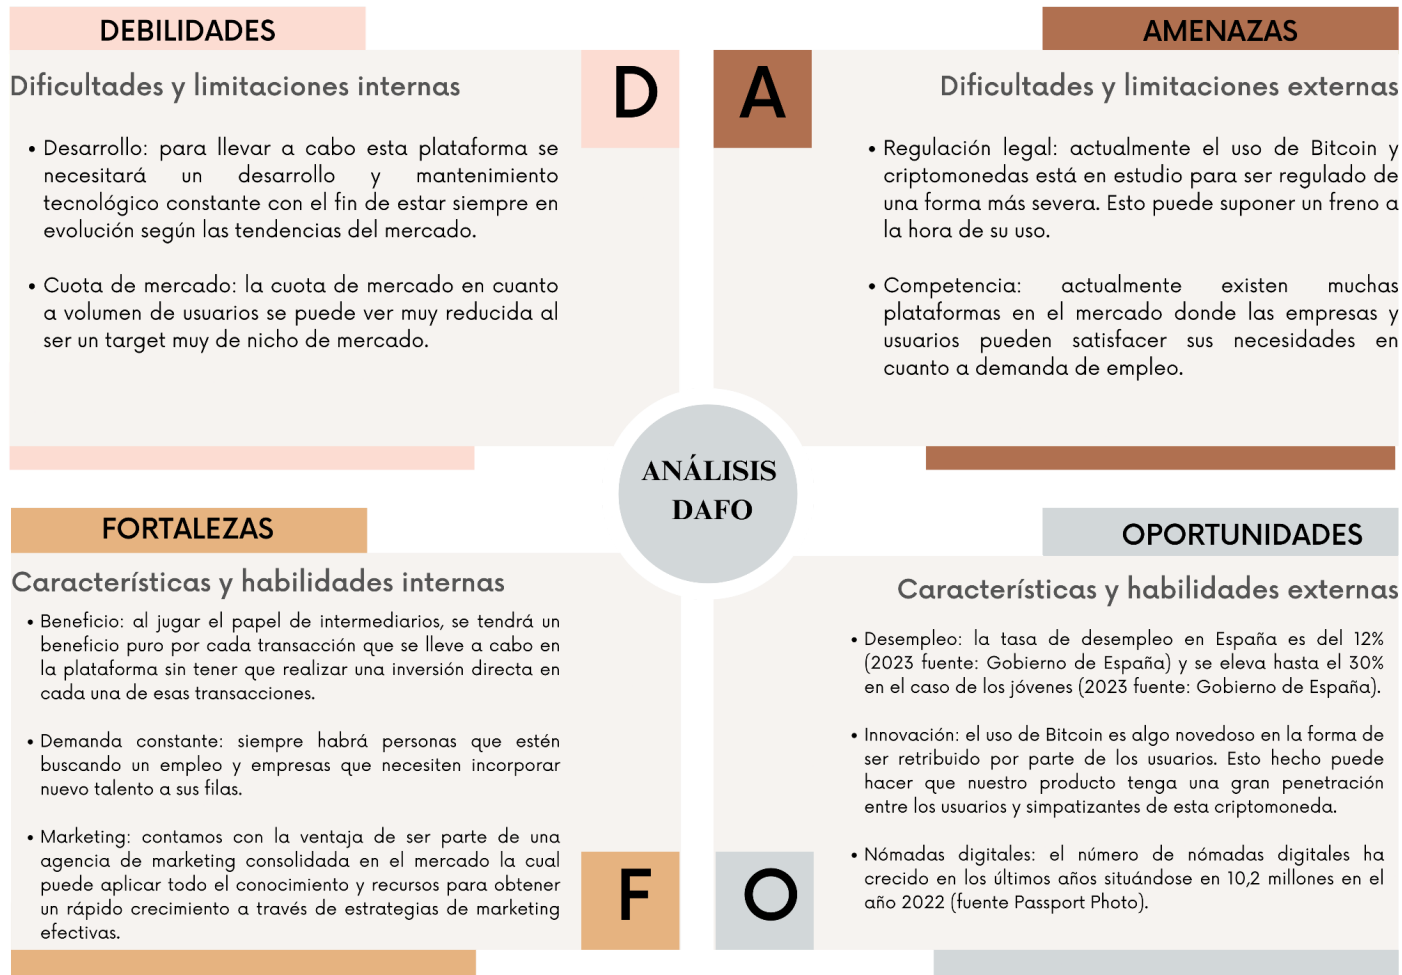 DEBILIDADES
Dificultades y limitaciones internas
D
• Desarrollo: para llevar a cabo esta plataforma se
necesitará un desarrollo y mantenimiento
tecnológico constante con el fin de estar siempre en
evolución según las tendencias del mercado.
• Cuota de mercado: la cuota de mercado en cuanto
a volumen de usuarios se puede ver muy reducida al
ser un target muy de nicho de mercado.
AMENAZAS
A
Dificultades y limitaciones externas
• Regulación legal: actualmente el uso de Bitcoin y
criptomonedas está en estudio para ser regulado de
una forma más severa. Esto puede suponer un freno a
la hora de su uso.
• Competencia: actualmente existen muchas
plataformas en el mercado donde las empresas y
usuarios pueden satisfacer sus necesidades en
cuanto a demanda de empleo.
ANÁLISIS
DAFO
FORTALEZAS
Características y habilidades internas
• Beneficio: al jugar el papel de intermediarios, se tendrá un
beneficio puro por cada transacción que se lleve a cabo en
la plataforma sin tener que realizar una inversión directa en
cada una de esas transacciones.
• Demanda constante: siempre habrá personas que estén
buscando un empleo y empresas que necesiten incorporar
nuevo talento a sus filas.
• Marketing: contamos con la ventaja de ser parte de una
agencia de marketing consolidada en el mercado la cual
puede aplicar todo el conocimiento y recursos para obtener
un rápido crecimiento a través de estrategias de marketing
efectivas.
F
OPORTUNIDADES
Características y habilidades externas
• Desempleo: la tasa de desempleo en España es del 12%
(2023 fuente: Gobierno de España) y se eleva hasta el 30%
en el caso de los jóvenes (2023 fuente: Gobierno de España).
• Innovación: el uso de Bitcoin es algo novedoso en la forma de
ser retribuido por parte de los usuarios. Esto hecho puede
hacer que nuestro producto tenga una gran penetración
entre los usuarios y simpatizantes de esta criptomoneda.
• Nómadas digitales: el número de nómadas digitales ha
crecido en los últimos años situándose en 10,2 millones en el
año 2022 (fuente Passport Photo).
O